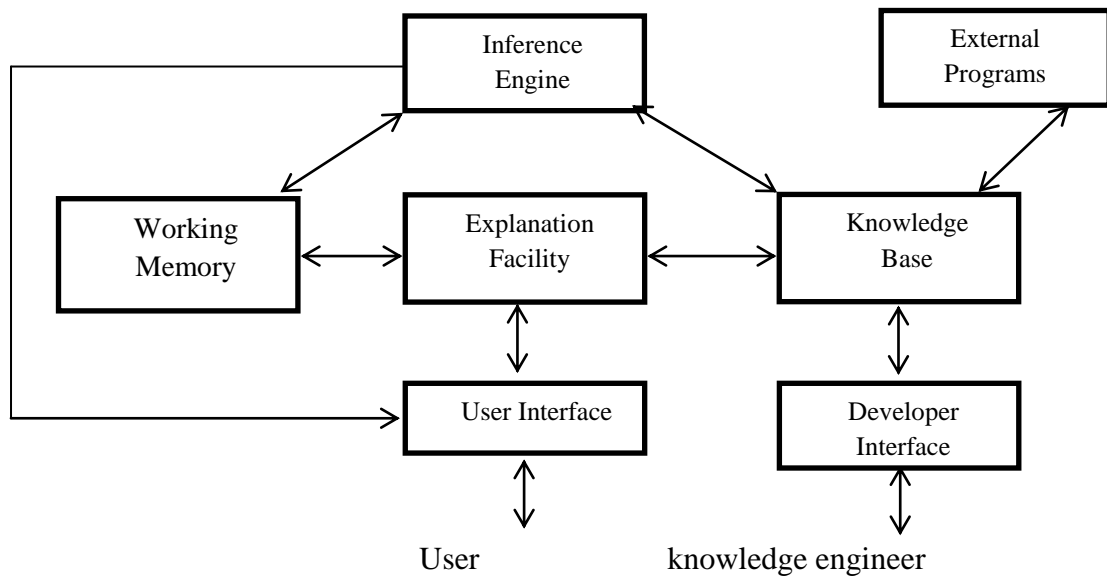 Inference
Engine
External
Programs
Working
Memory
Explanation
Facility
Knowledge
Base
User Interface
Developer
Interface
User
knowledge engineer